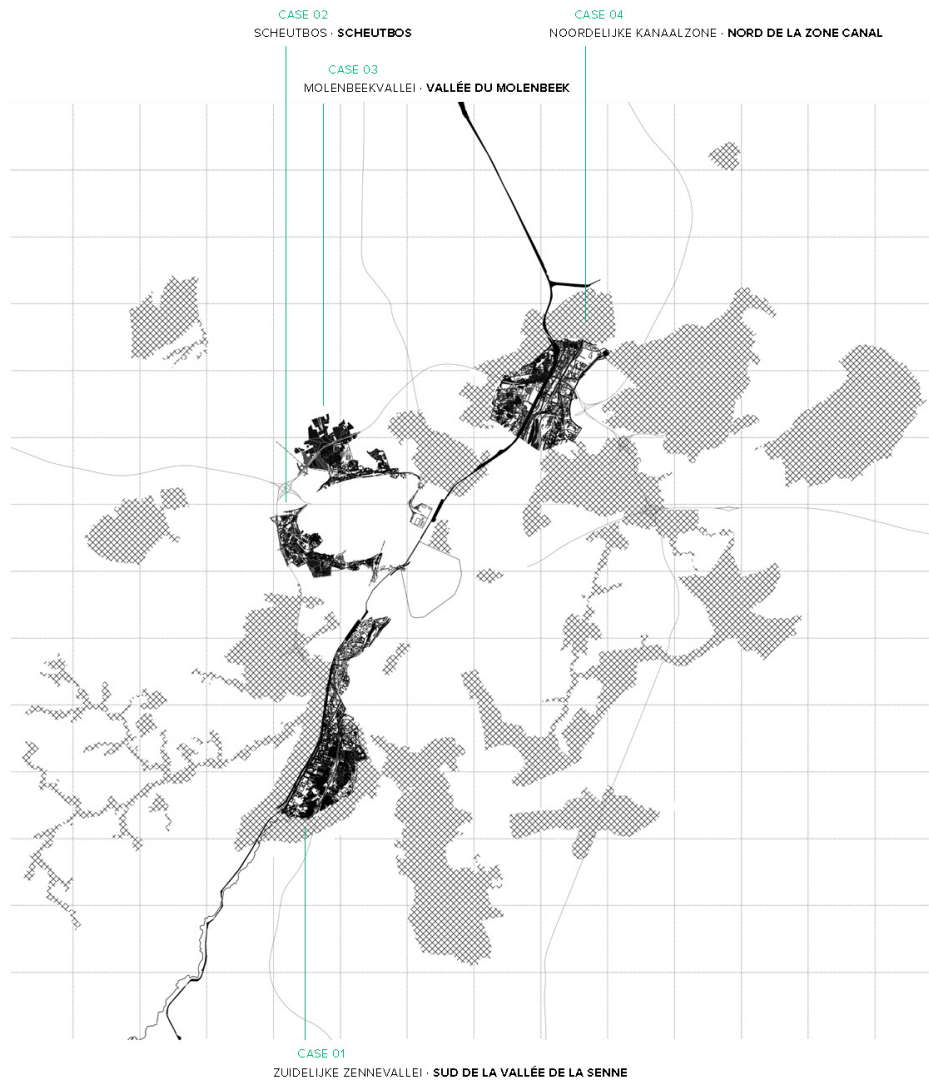 CASE 02
SCHEUTBOS · SCHEUTBOS
CASE 04
NOORDELIJKE KANAALZONE · NORD DE LA ZONE CANAL
CASE 03
MOLENBEEKVALLEI · VALLÉE DU MOLENBEEK
CASE 01
ZUIDELIJKE ZENNEVALLEI · SUD DE LA VALLÉE DE LA SENNE